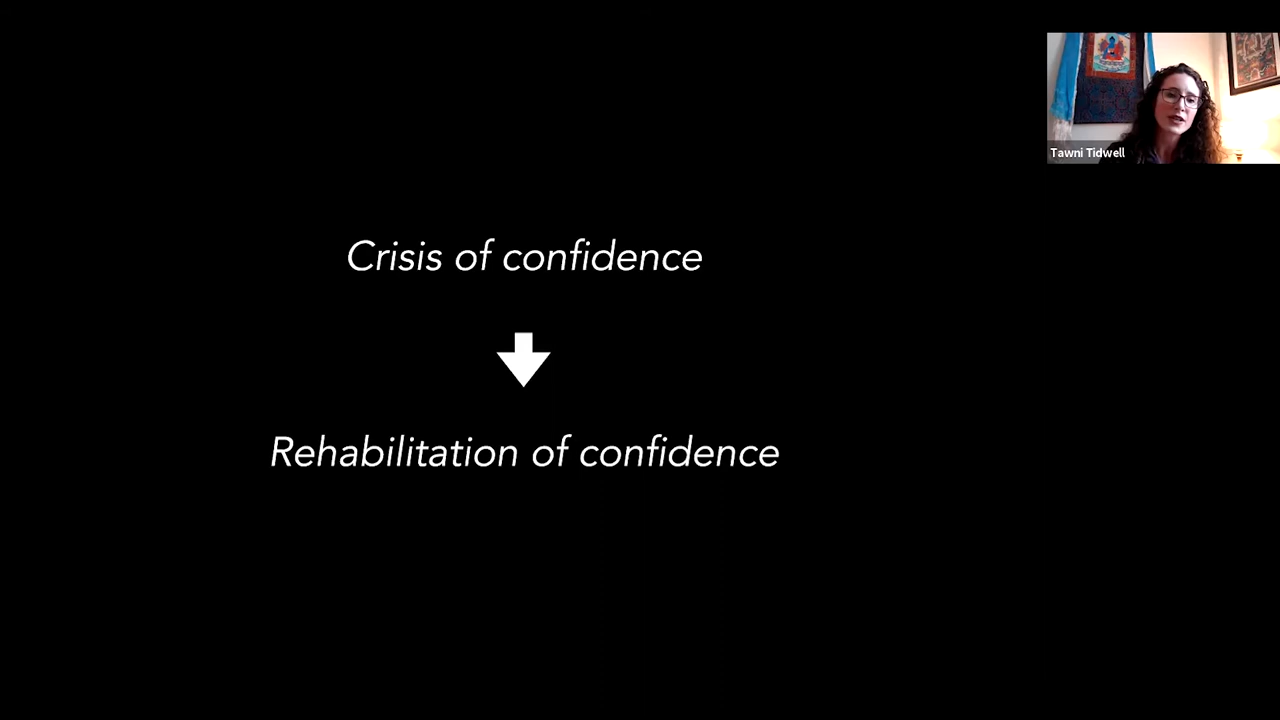 Tawni Tidwell
Crisis of confidence
Rehabilitation of confidence